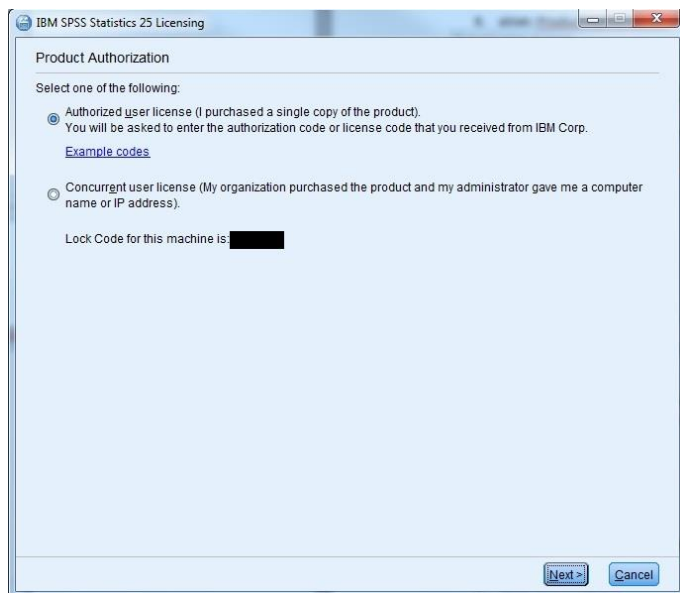 IBM SPSS Statistics 25 Licensing
Product Authorization
Select one of the following:
Authorized user license (I purchased a single copy of the product).
You will be asked to enter the authorization code or license code that you received from IBM Corp.
Example codes
Concurrent user license (My organization purchased the product and my administrator gave me a computer
name or IP address).
Lock Code for this machine is:
Next >
Cancel